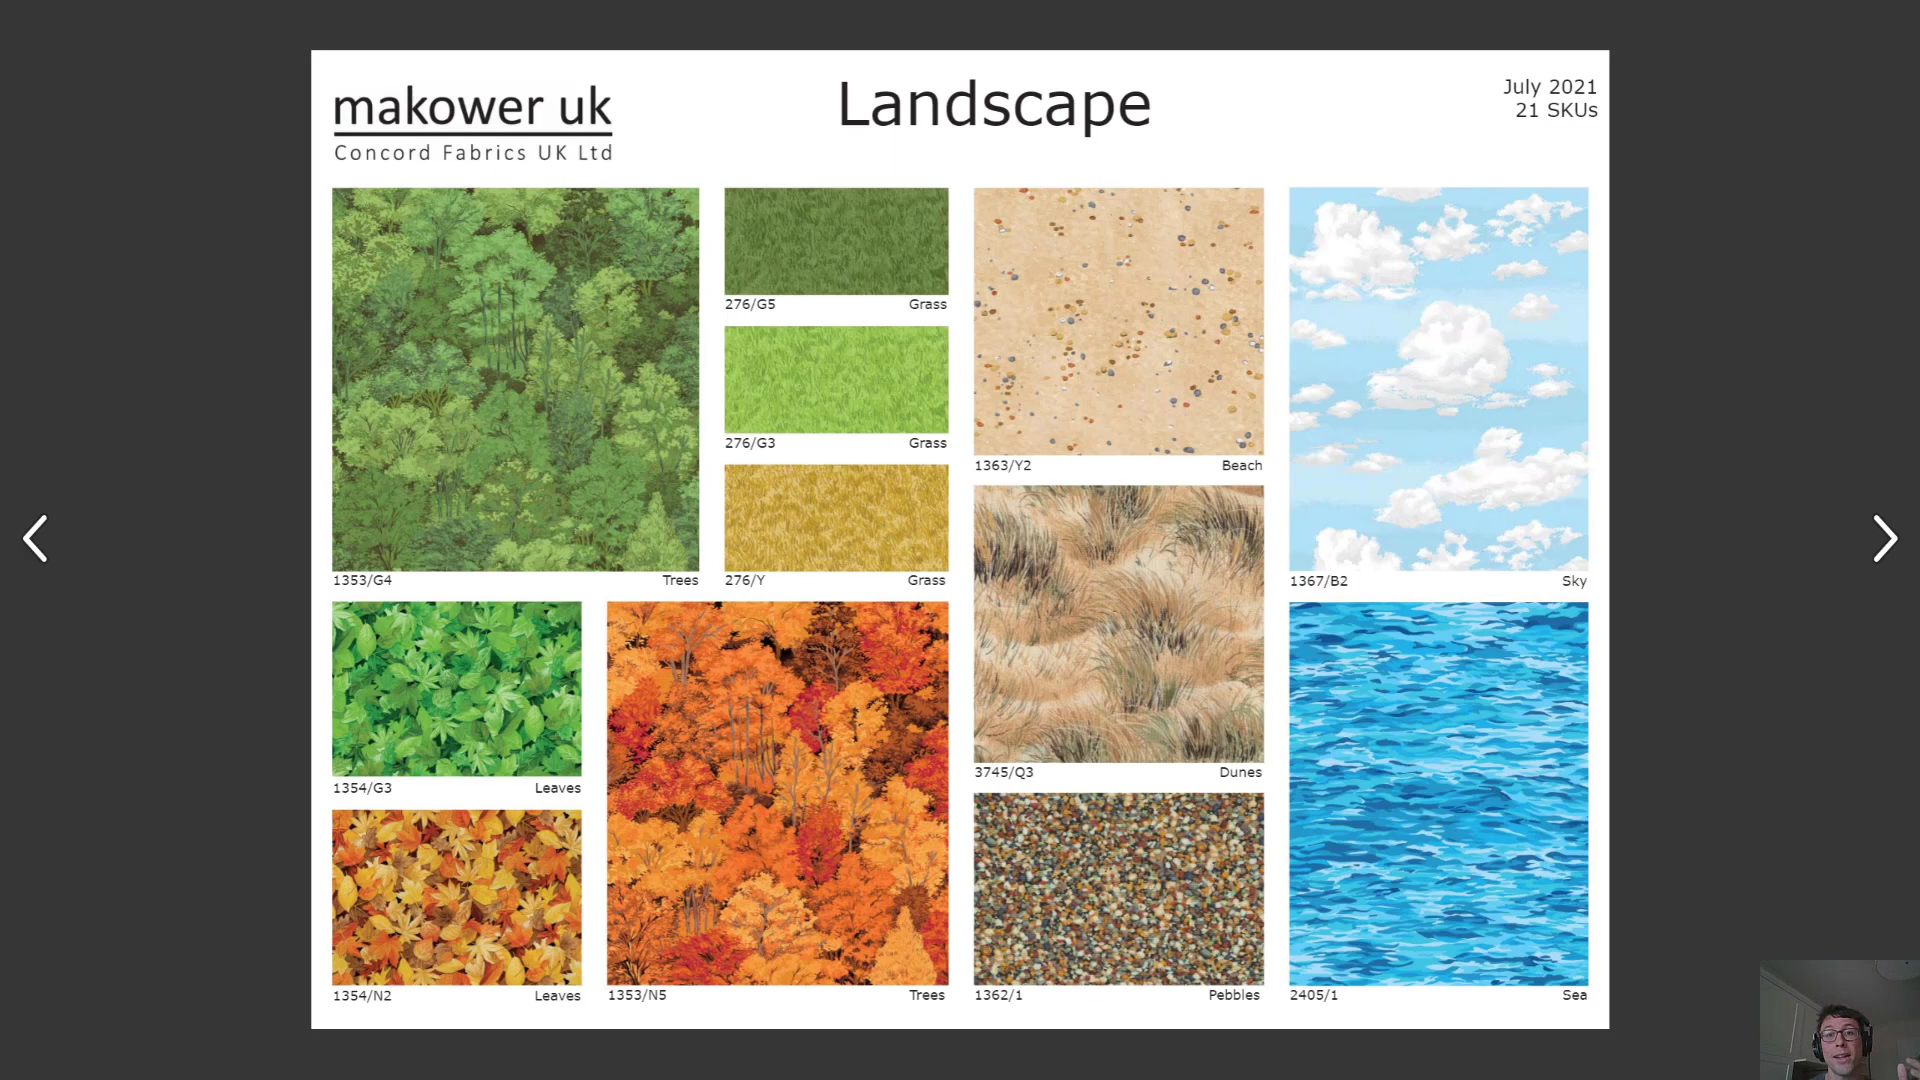 makower uk
Concord Fabrics UK Ltd
Landscape
July 2021
21 SKUs
1353/G4 Trees
276/G5 Grass
276/G3 Grass
276/Y Grass
1363/Y2 Beach
3745/Q3 Dunes
1367/B2 Sky
1354/G3 Leaves
1354/N2 Leaves
1353/N5 Trees
1362/1 Pebbles
2405/1 Sea